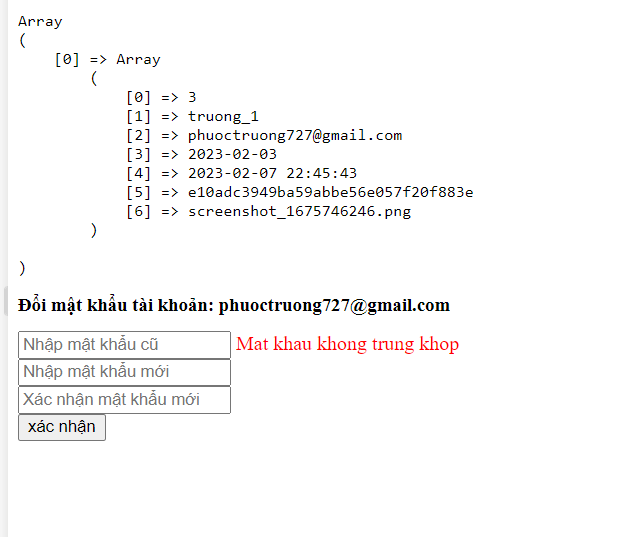 Array
(
[0] => Array
(
[0] => 3
[1] => truong_1
[2] => phuoctruong727@gmail.com
[3] => 2023-02-03
[4] => 2023-02-07 22:45:43
[5] => e10adc3949ba59abbe56e057f20f883e
[6] => screenshot_1675746246.png
)
)
Đổi mật khẩu tài khoản: phuoctruong727@gmail.com
Nhập mật khẩu cũ Mat khau khong trung khop
Nhập mật khẩu mới
Xác nhận mật khẩu mới
xác nhận